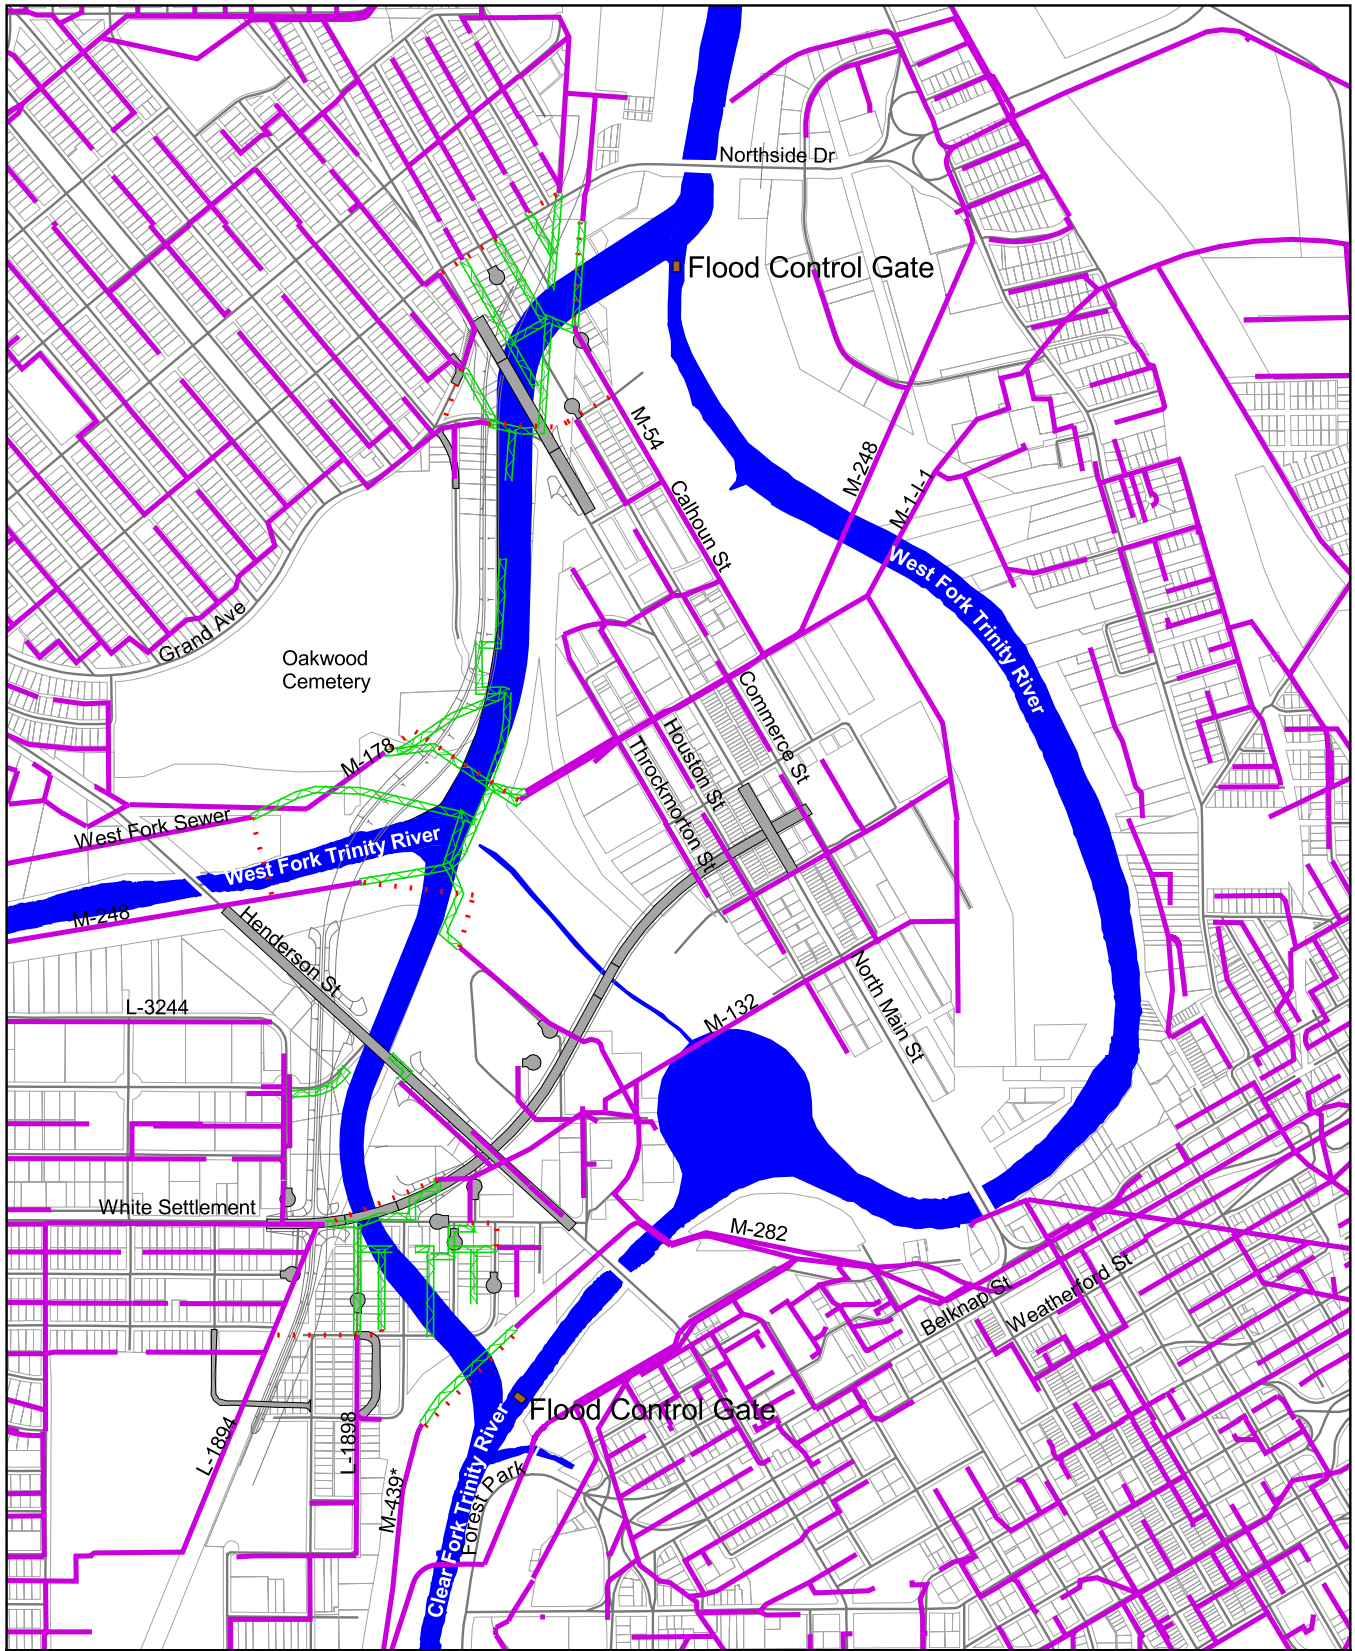 Northside Dr
Flood Control Gate
M-54
M-248
M-1-I-1
Calhoun St
West Fork Trinity River
Grand Ave
Oakwood
Cemetery
Commerce St
Houston St
Throckmorton St
M-178
West Fork Sewer
West Fork Trinity River
M-248
Henderson St
L-3244
M-132
North Main St
White Settlement
M-282
Belknap St
Weatherford St
Flood Control Gate
L-1894
L-1898
M-439*
Clear Fork Trinity River
Forest Park